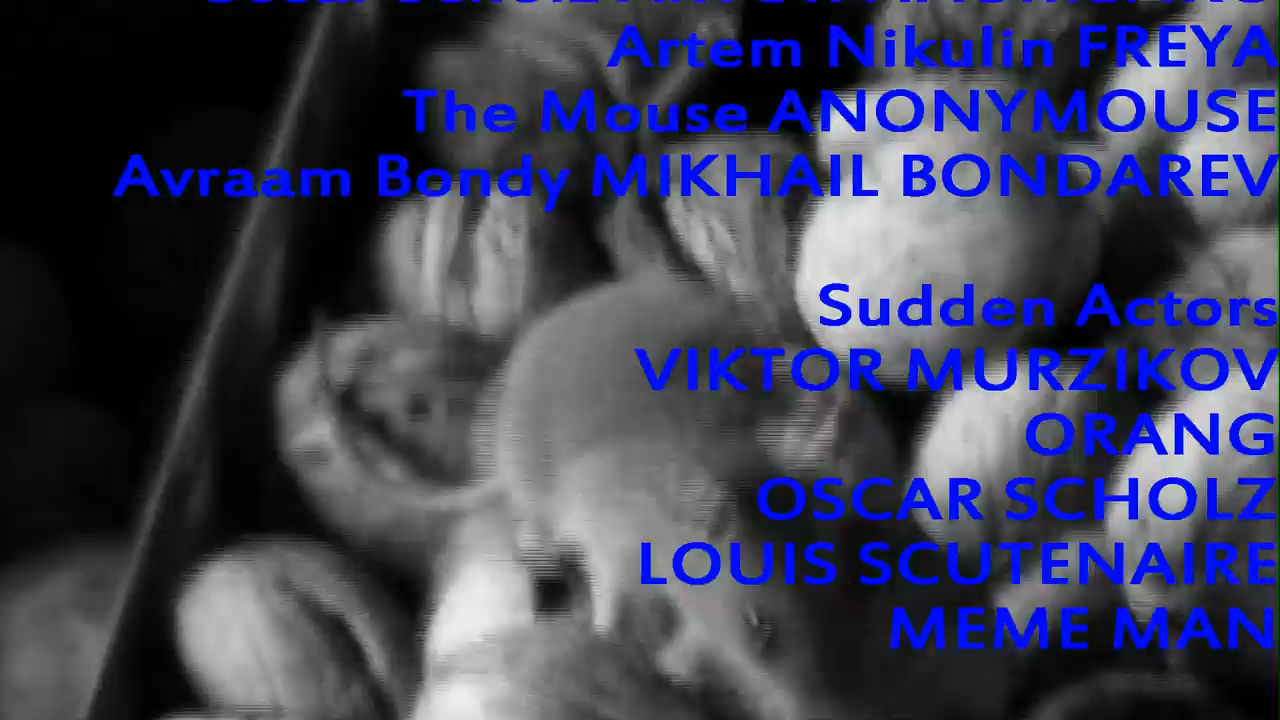 Artem Nikulin FREYA
The Mouse ANONYMOUSE
Avraam Bondy MIKHAIL BONDAREV
Sudden Actors
VIKTOR MURZIKOV
ORANG
OSCAR SCHOLZ
LOUIS SCUTENAIRE
MEME MAN